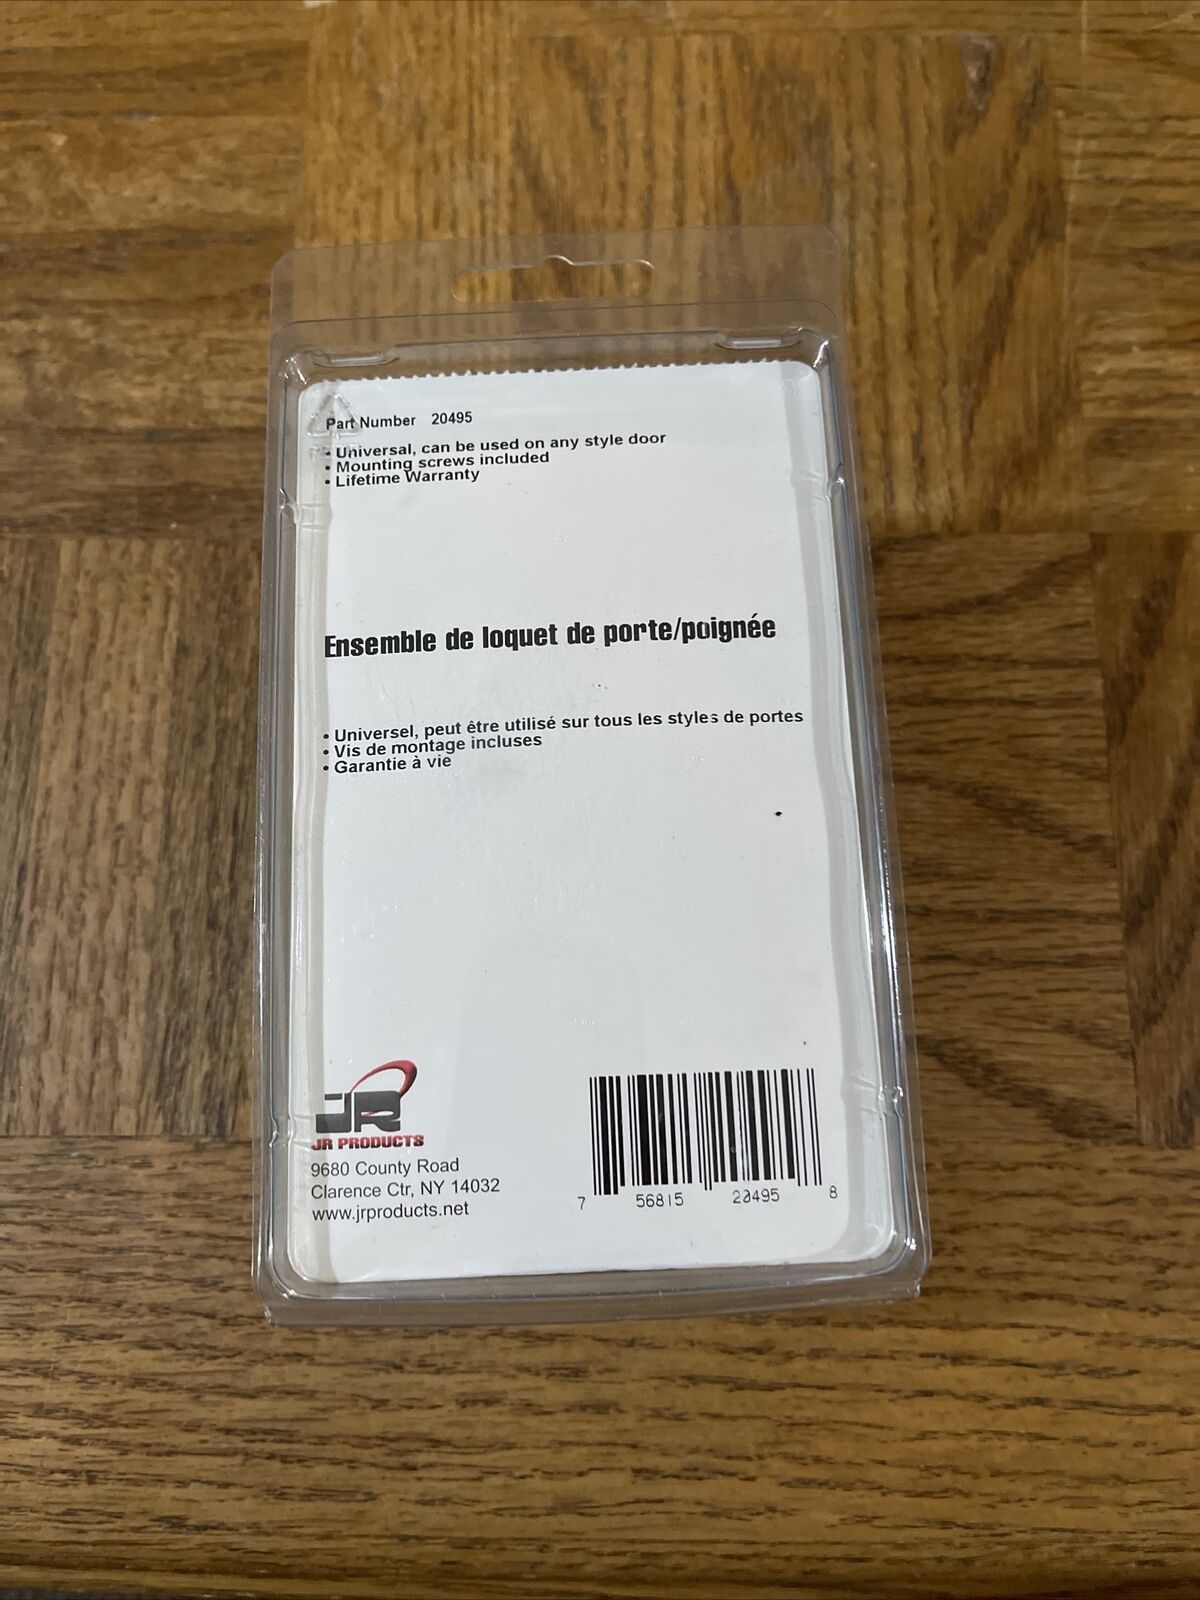 Part Number 20495
• Universal, can be used on any style door
• Mounting screws included
• Lifetime Warranty
Ensemble de loquet de porte/poignée
• Universel, peut être utilisé sur tous les styles de portes
• Vis de montage incluses
• Garantie à vie
JR
JR PRODUCTS
9680 County Road
Clarence Ctr, NY 14032
www.jrproducts.net
7 56815 20495 8